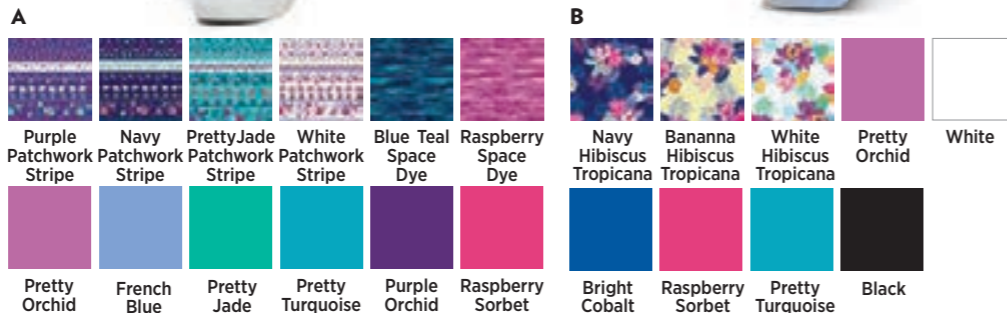 A
Purple
Patchwork
Stripe
Navy
Patchwork
Stripe
PrettyJade
Patchwork
Stripe
White
Patchwork
Stripe
Blue Teal
Space
Dye
Raspberry
Space
Dye
Pretty
Orchid
French
Blue
Pretty
Jade
Pretty
Turquoise
Purple
Orchid
Raspberry
Sorbet
B
Navy
Hibiscus
Tropicana
Bananna
Hibiscus
Tropicana
White
Hibiscus
Tropicana
Pretty
Orchid
White
Bright
Cobalt
Raspberry
Sorbet
Pretty
Turquoise
Black